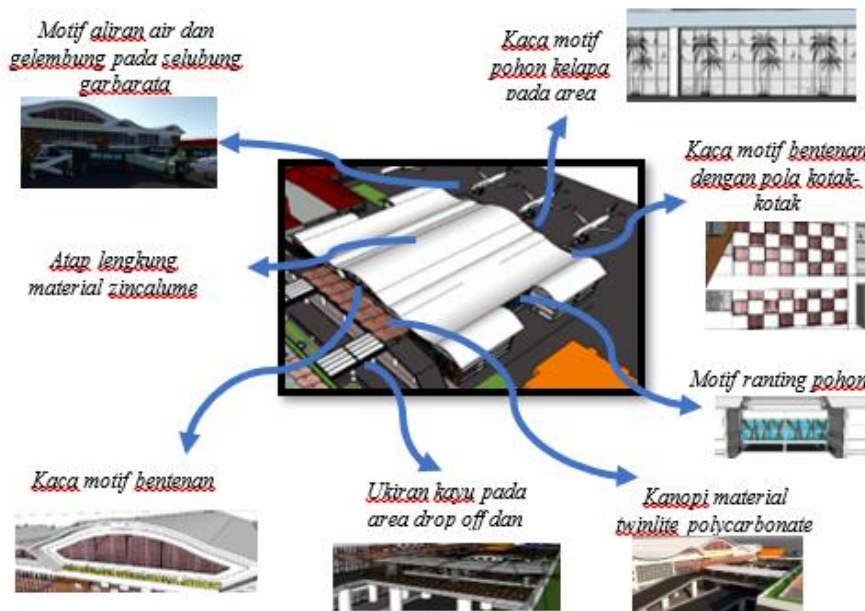 Motif aliran air dan
gelembung pada selubung
garbarata
Kaca motif
pohon kelapa
pada area
Kaca motif bentenan
dengan pola kotak-
kotak
Atap lengkung
material zincalume
Motif ranting pohon
Kaca motif bentenan
Ukiran kayu pada
area drop off dan
Kanopi material
twinlite polycarbonate